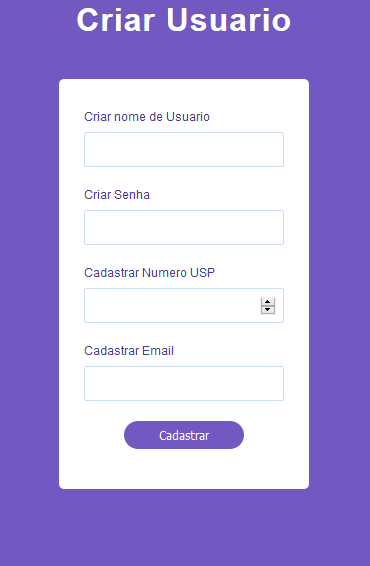 Criar Usuario
Criar nome de Usuario
Criar Senha
Cadastrar Numero USP
Cadastrar Email
Cadastrar